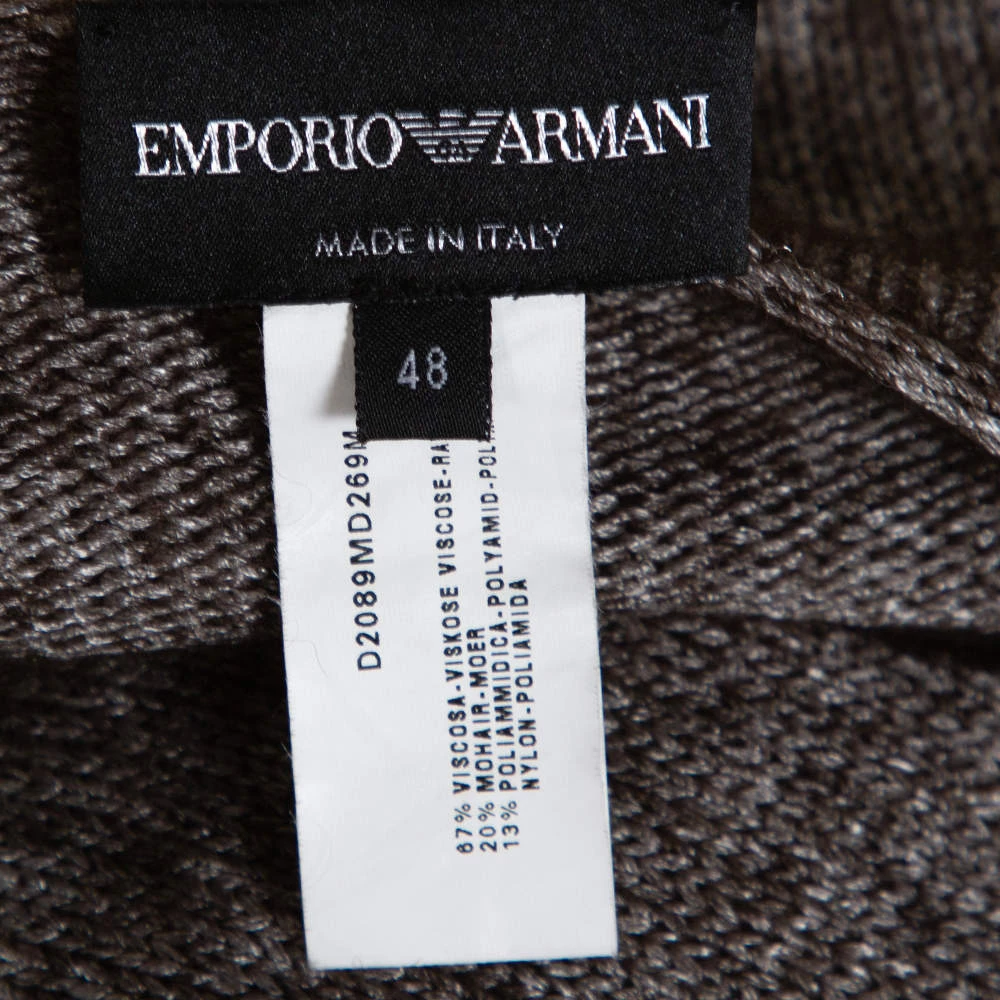 EMPORIO ARMANI
MADE IN ITALY
48
D2089MD269M
67% VISCOSA-VISKOSE VISCOSE-RA
20% MOHAIR-MOER
13% POLIAMMIDICA-POLYAMID-POL
NYLON-POLIAMIDA